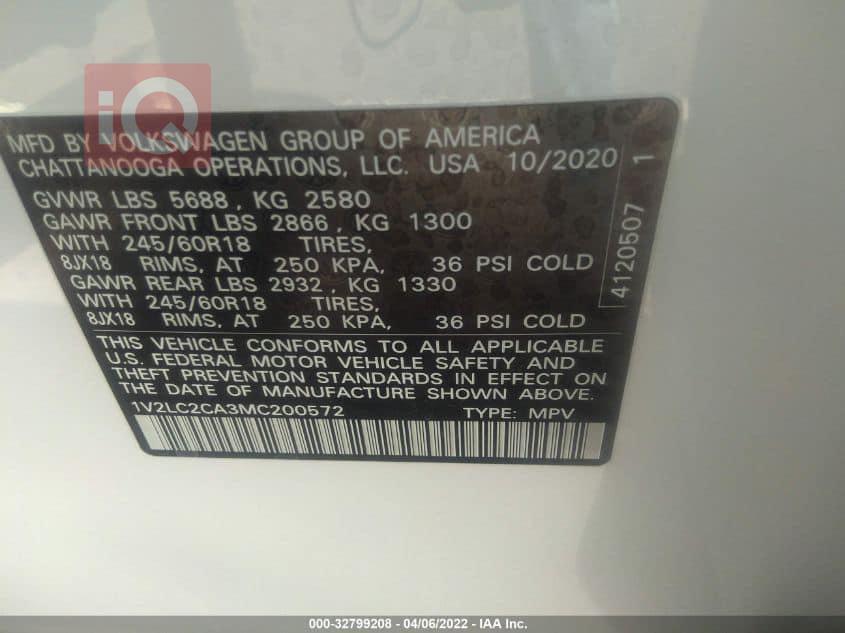 iQ
MFD BY VOLKSWAGEN GROUP OF AMERICA
CHATTANOOGA OPERATIONS, LLC. USA 10/2020
GVWR LBS 5688, KG 2580
GAWR FRONT LBS 2866, KG 1300
WITH 245/60R18 TIRES,
8JX18 RIMS, AT 250 KPA, 36 PSI COLD
GAWR REAR LBS 2932, KG 1330
WITH 245/60R18 TIRES,
8JX18 RIMS, AT 250 KPA, 36 PSI COLD
THIS VEHICLE CONFORMS TO ALL APPLICABLE
U.S. FEDERAL MOTOR VEHICLE SAFETY AND
THEFT PREVENTION STANDARDS IN EFFECT ON
THE DATE OF MANUFACTURE SHOWN ABOVE.
1V2LC2CA3MC200572 TYPE: MPV
4120507 1
000-32799208 - 04/06/2022 - IAA Inc.